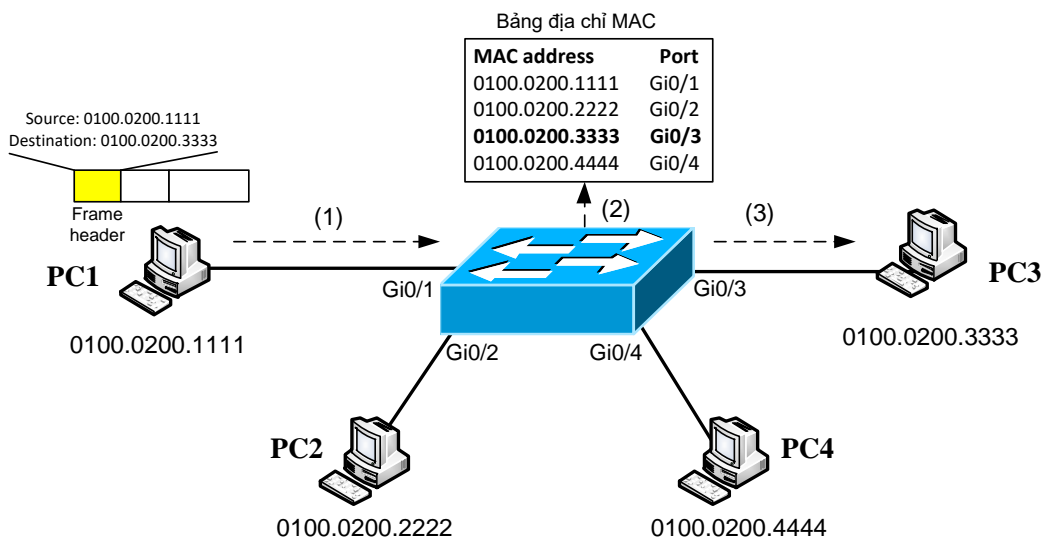 Bảng địa chỉ MAC
MAC address Port
0100.0200.1111 Gi0/1
0100.0200.2222 Gi0/2
0100.0200.3333 Gi0/3
0100.0200.4444 Gi0/4
Source: 0100.0200.1111
Destination: 0100.0200.3333
Frame
header
(1)
(2)
(3)
PC1
Gi0/1
Gi0/3
PC3
0100.0200.1111
Gi0/2
Gi0/4
0100.0200.3333
PC2
PC4
0100.0200.2222
0100.0200.4444